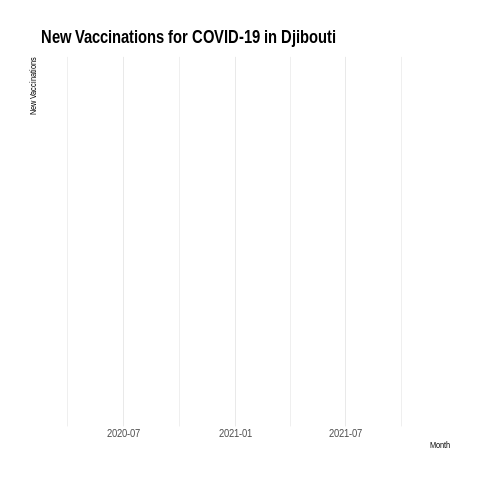 New Vaccinations for COVID-19 in Djibouti
New Vaccinations
2020-07
2021-01
2021-07
Month